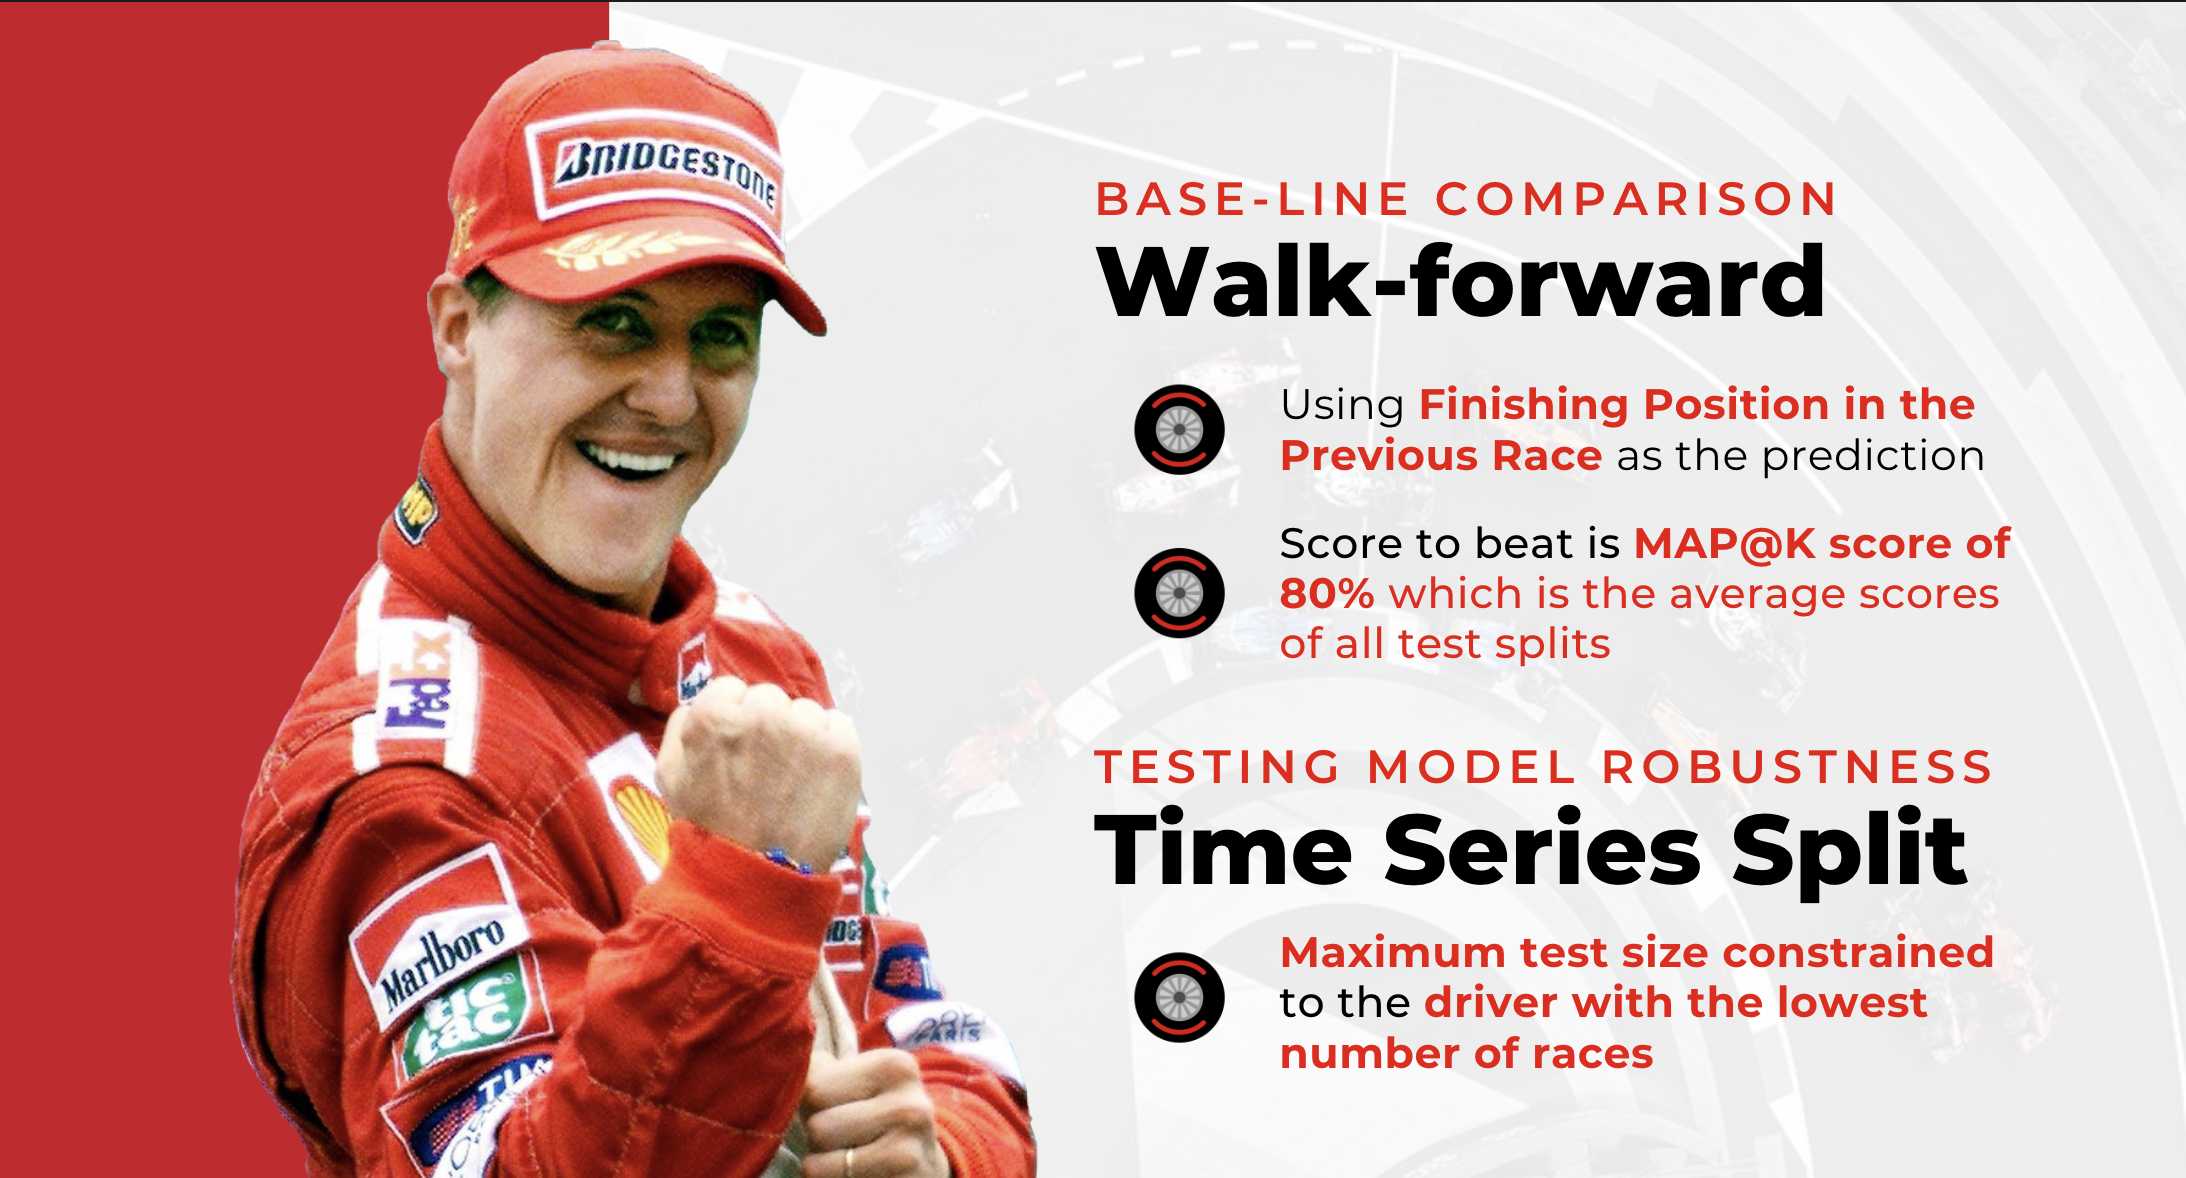 BRIDGESTONE
BASE-LINE COMPARISON
Walk-forward
Using Finishing Position in the
Previous Race as the prediction
Score to beat is MAP@K score of
80% which is the average scores
of all test splits
TESTING MODEL ROBUSTNESS
Time Series Split
Maximum test size constrained
to the driver with the lowest
number of races
FedEx
Marlboro
tic
tac
PARIS